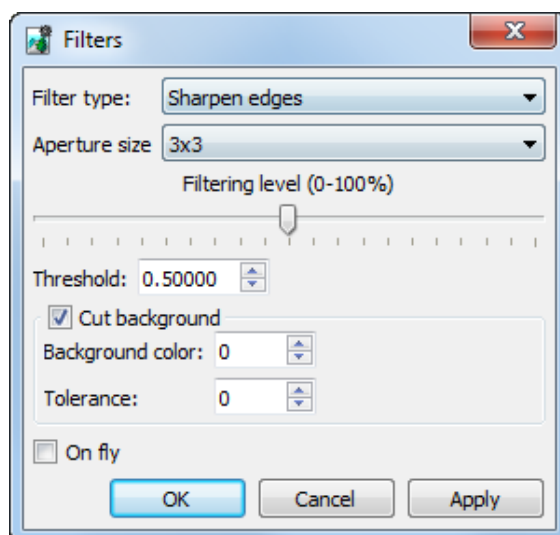 Filters
Filter type: Sharpen edges
Aperture size 3x3
Filtering level (0-100%)
Threshold: 0.50000
Cut background
Background color: 0
Tolerance: 0
On fly
OK Cancel Apply